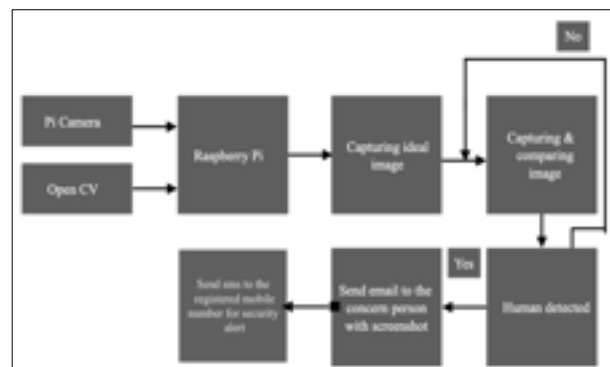 No
Pi Camera
Open CV
Raspberry Pi
Capturing ideal
image
Capturing &
comparing
image
Yes
Send sms to the
registered mobile
number for security
alert
Send email to the
concern person
with screenshot
Human detected